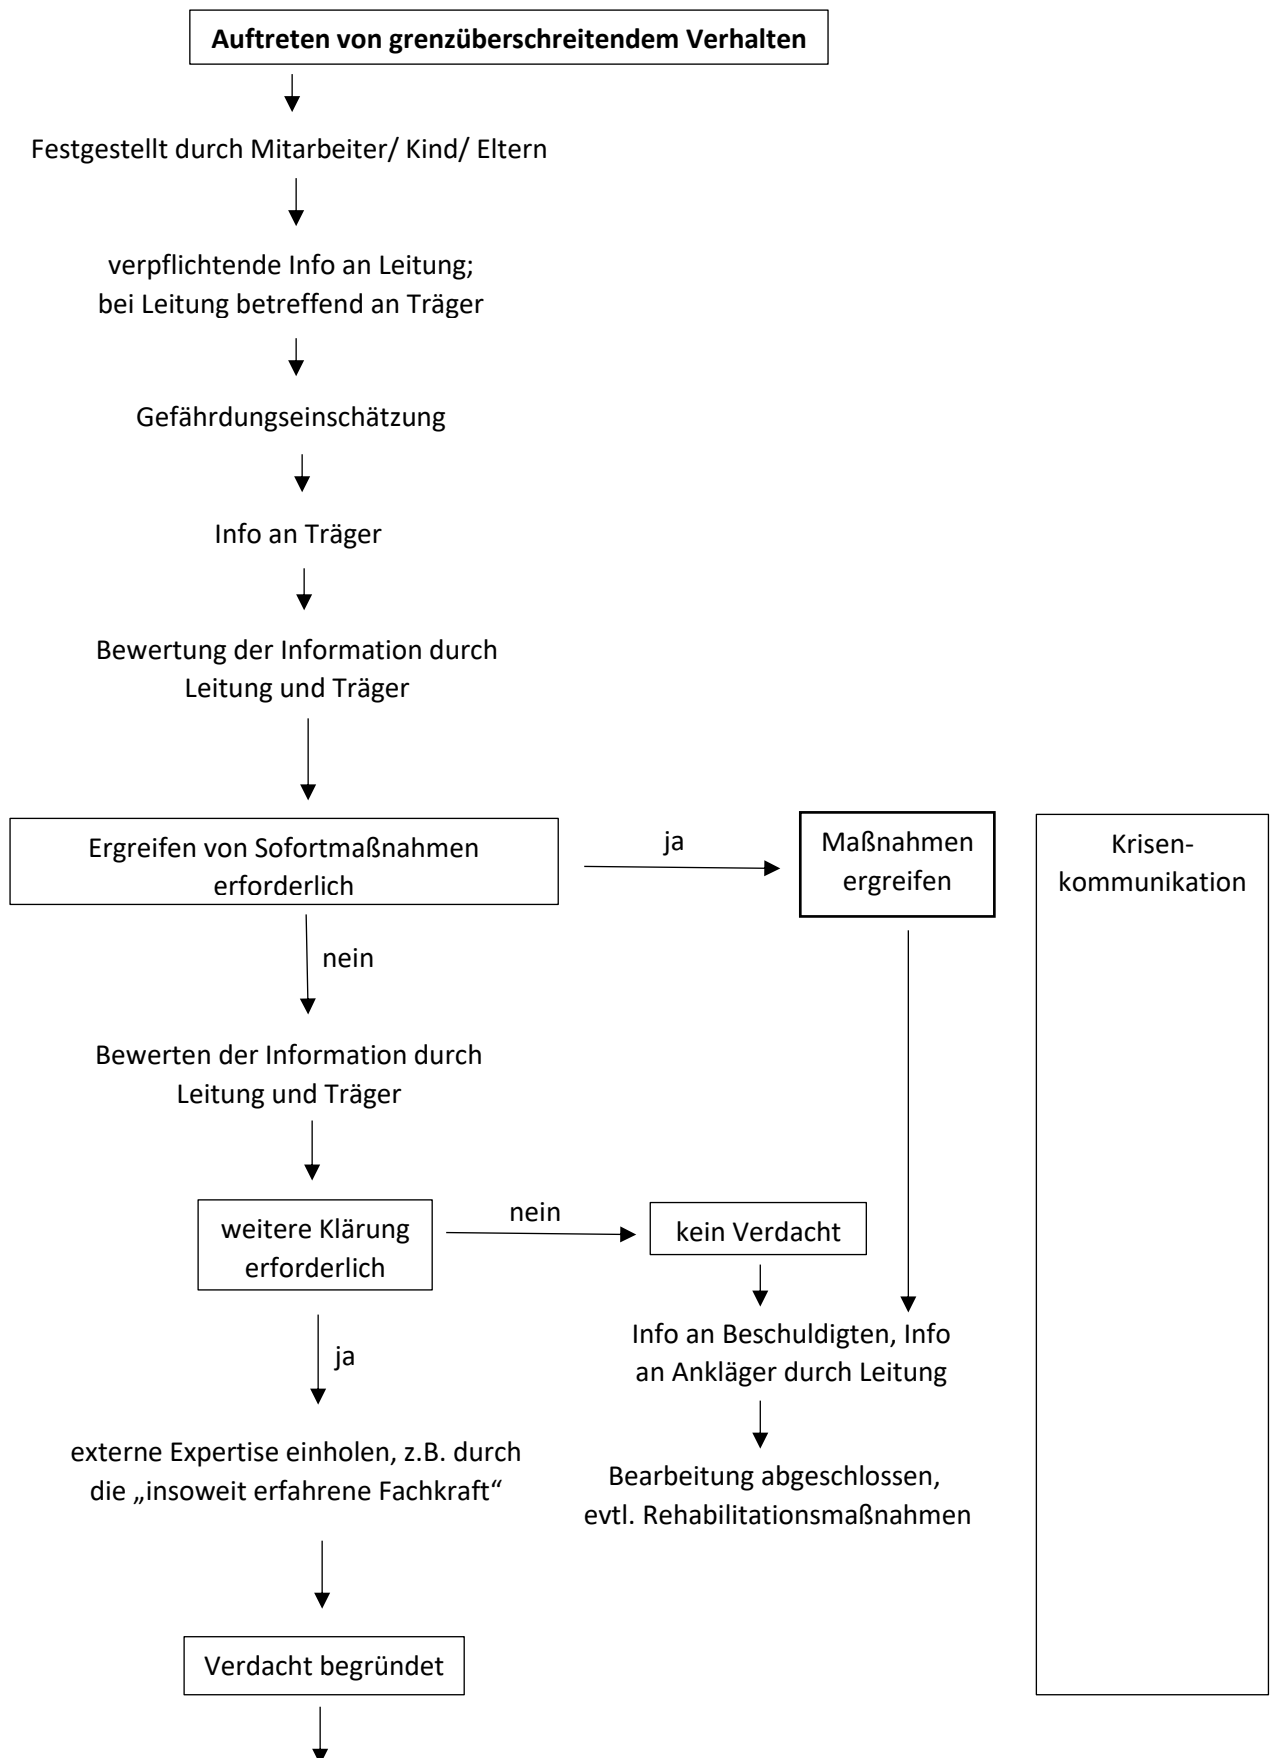 Auftreten von grenzüberschreitendem Verhalten
Festgestellt durch Mitarbeiter/ Kind/ Eltern
verpflichtende Info an Leitung;
bei Leitung betreffend an Träger
Gefährdungseinschätzung
Info an Träger
Bewertung der Information durch
Leitung und Träger
Ergreifen von Sofortmaßnahmen
erforderlich
ja
Maßnahmen
ergreifen
Krisen-
kommunikation
nein
Bewerten der Information durch
Leitung und Träger
weitere Klärung
erforderlich
nein
kein Verdacht
Info an Beschuldigten, Info
an Ankläger durch Leitung
ja
externe Expertise einholen, z.B. durch
die „insoweit erfahrene Fachkraft“
Bearbeitung abgeschlossen,
evtl. Rehabilitationsmaßnahmen
Verdacht begründet